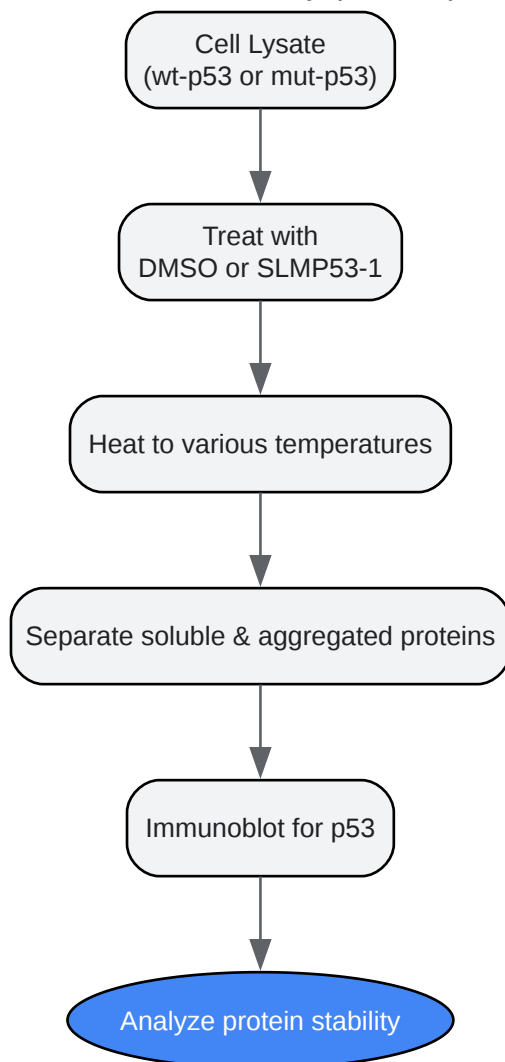 Cell Lysate
(wt-p53 or mut-p53)
Treat with
DMSO or SLMP53-1
Heat to various temperatures
Separate soluble & aggregated proteins
Immunoblot for p53
Analyze protein stability